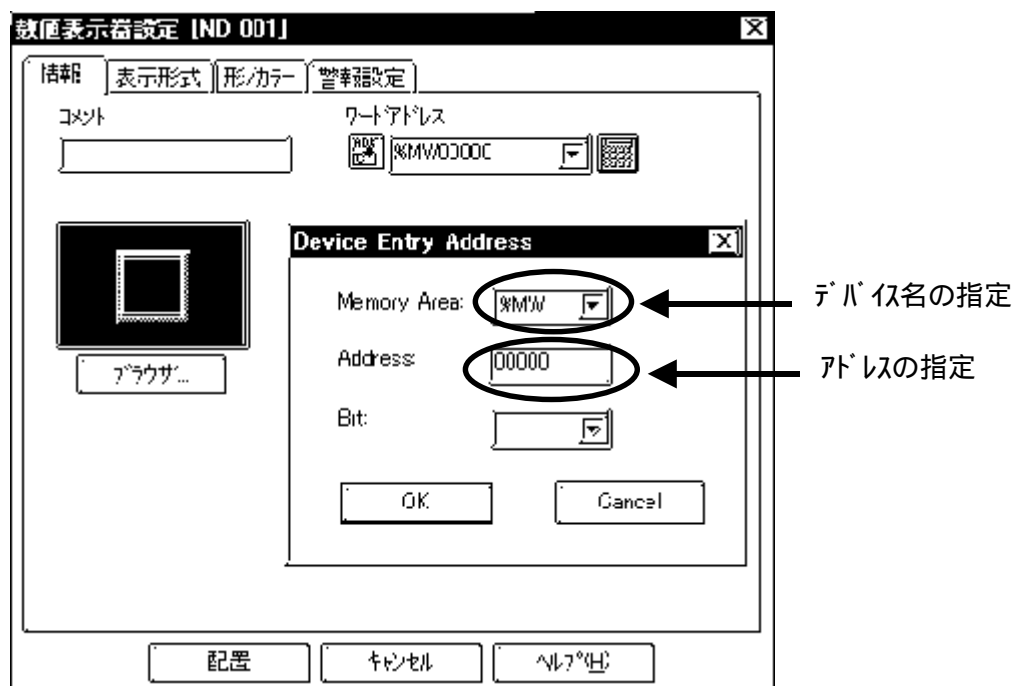 数値表示器設定 [ND 001]
情報 表示形式 形/カラー 警報設定
コメント ワードアドレス
%MW00000
Device Entry Address
Memory Area: %MW デバイス名の指定
Address: 00000 アドレスの指定
ブラウザ...
Bit:
OK Cancel
配置 キャンセル ヘルプ(H)